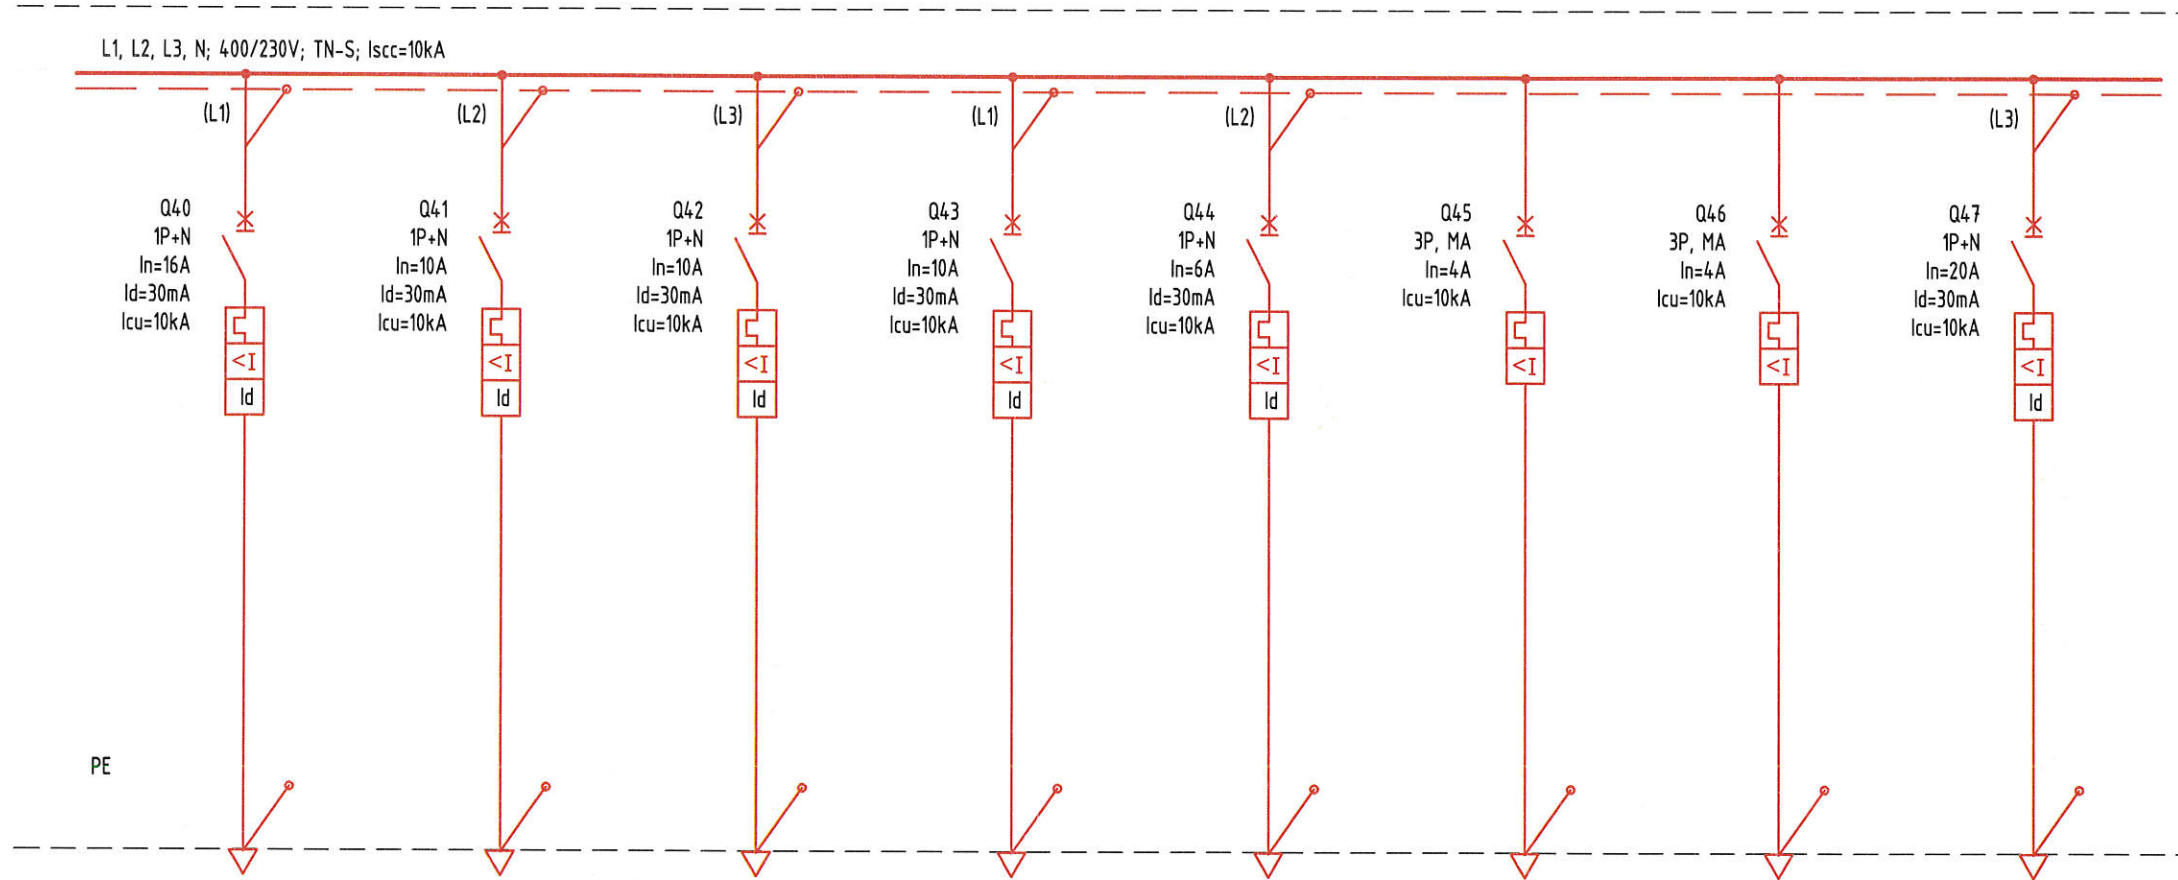 L1, L2, L3, N; 400/230V; TN-S; Iscc=10kA
(L1)
(L2)
(L3)
(L1)
(L2)
(L3)
Q40
1P+N
In=16A
Id=30mA
Icu=10kA
<I
Id
Q41
1P+N
In=10A
Id=30mA
Icu=10kA
<I
Id
Q42
1P+N
In=10A
Id=30mA
Icu=10kA
<I
Id
Q43
1P+N
In=10A
Id=30mA
Icu=10kA
<I
Id
Q44
1P+N
In=6A
Id=30mA
Icu=10kA
<I
Id
Q45
3P, MA
In=4A
Icu=10kA
<I
Q46
3P, MA
In=4A
Icu=10kA
<I
Q47
1P+N
In=20A
Id=30mA
Icu=10kA
<I
Id
PE